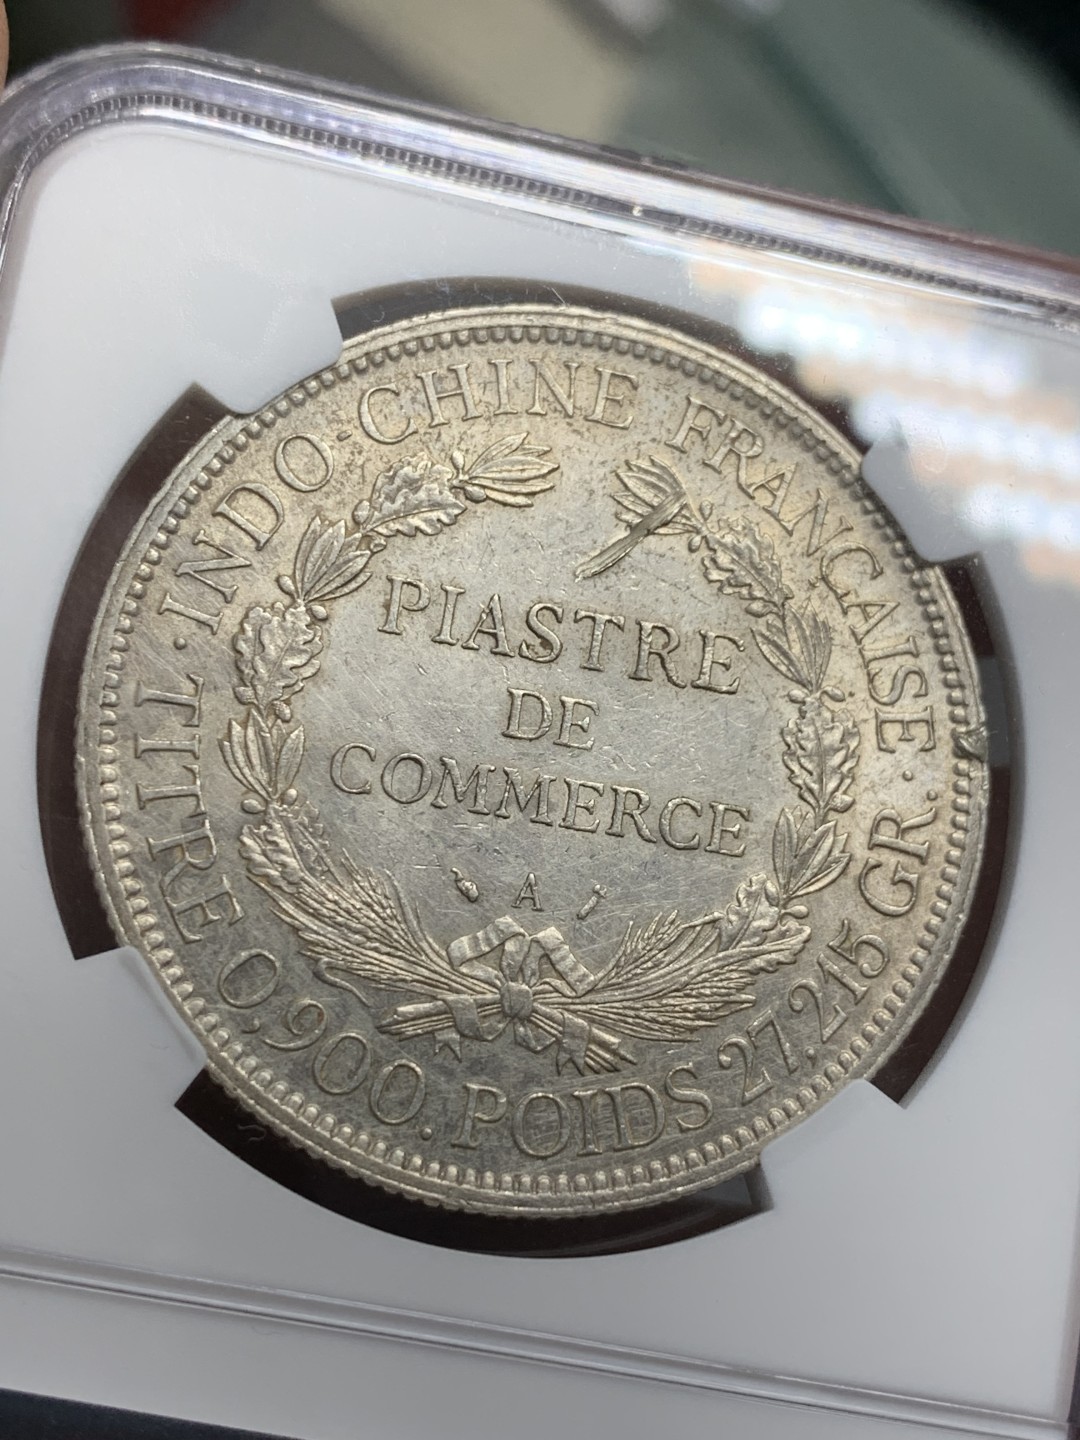 ·INDO-CHINE FRANÇAISE·
PIASTRE
DE
COMMERCE
A
TITRE 0,900. POIDS 27,215 GR.